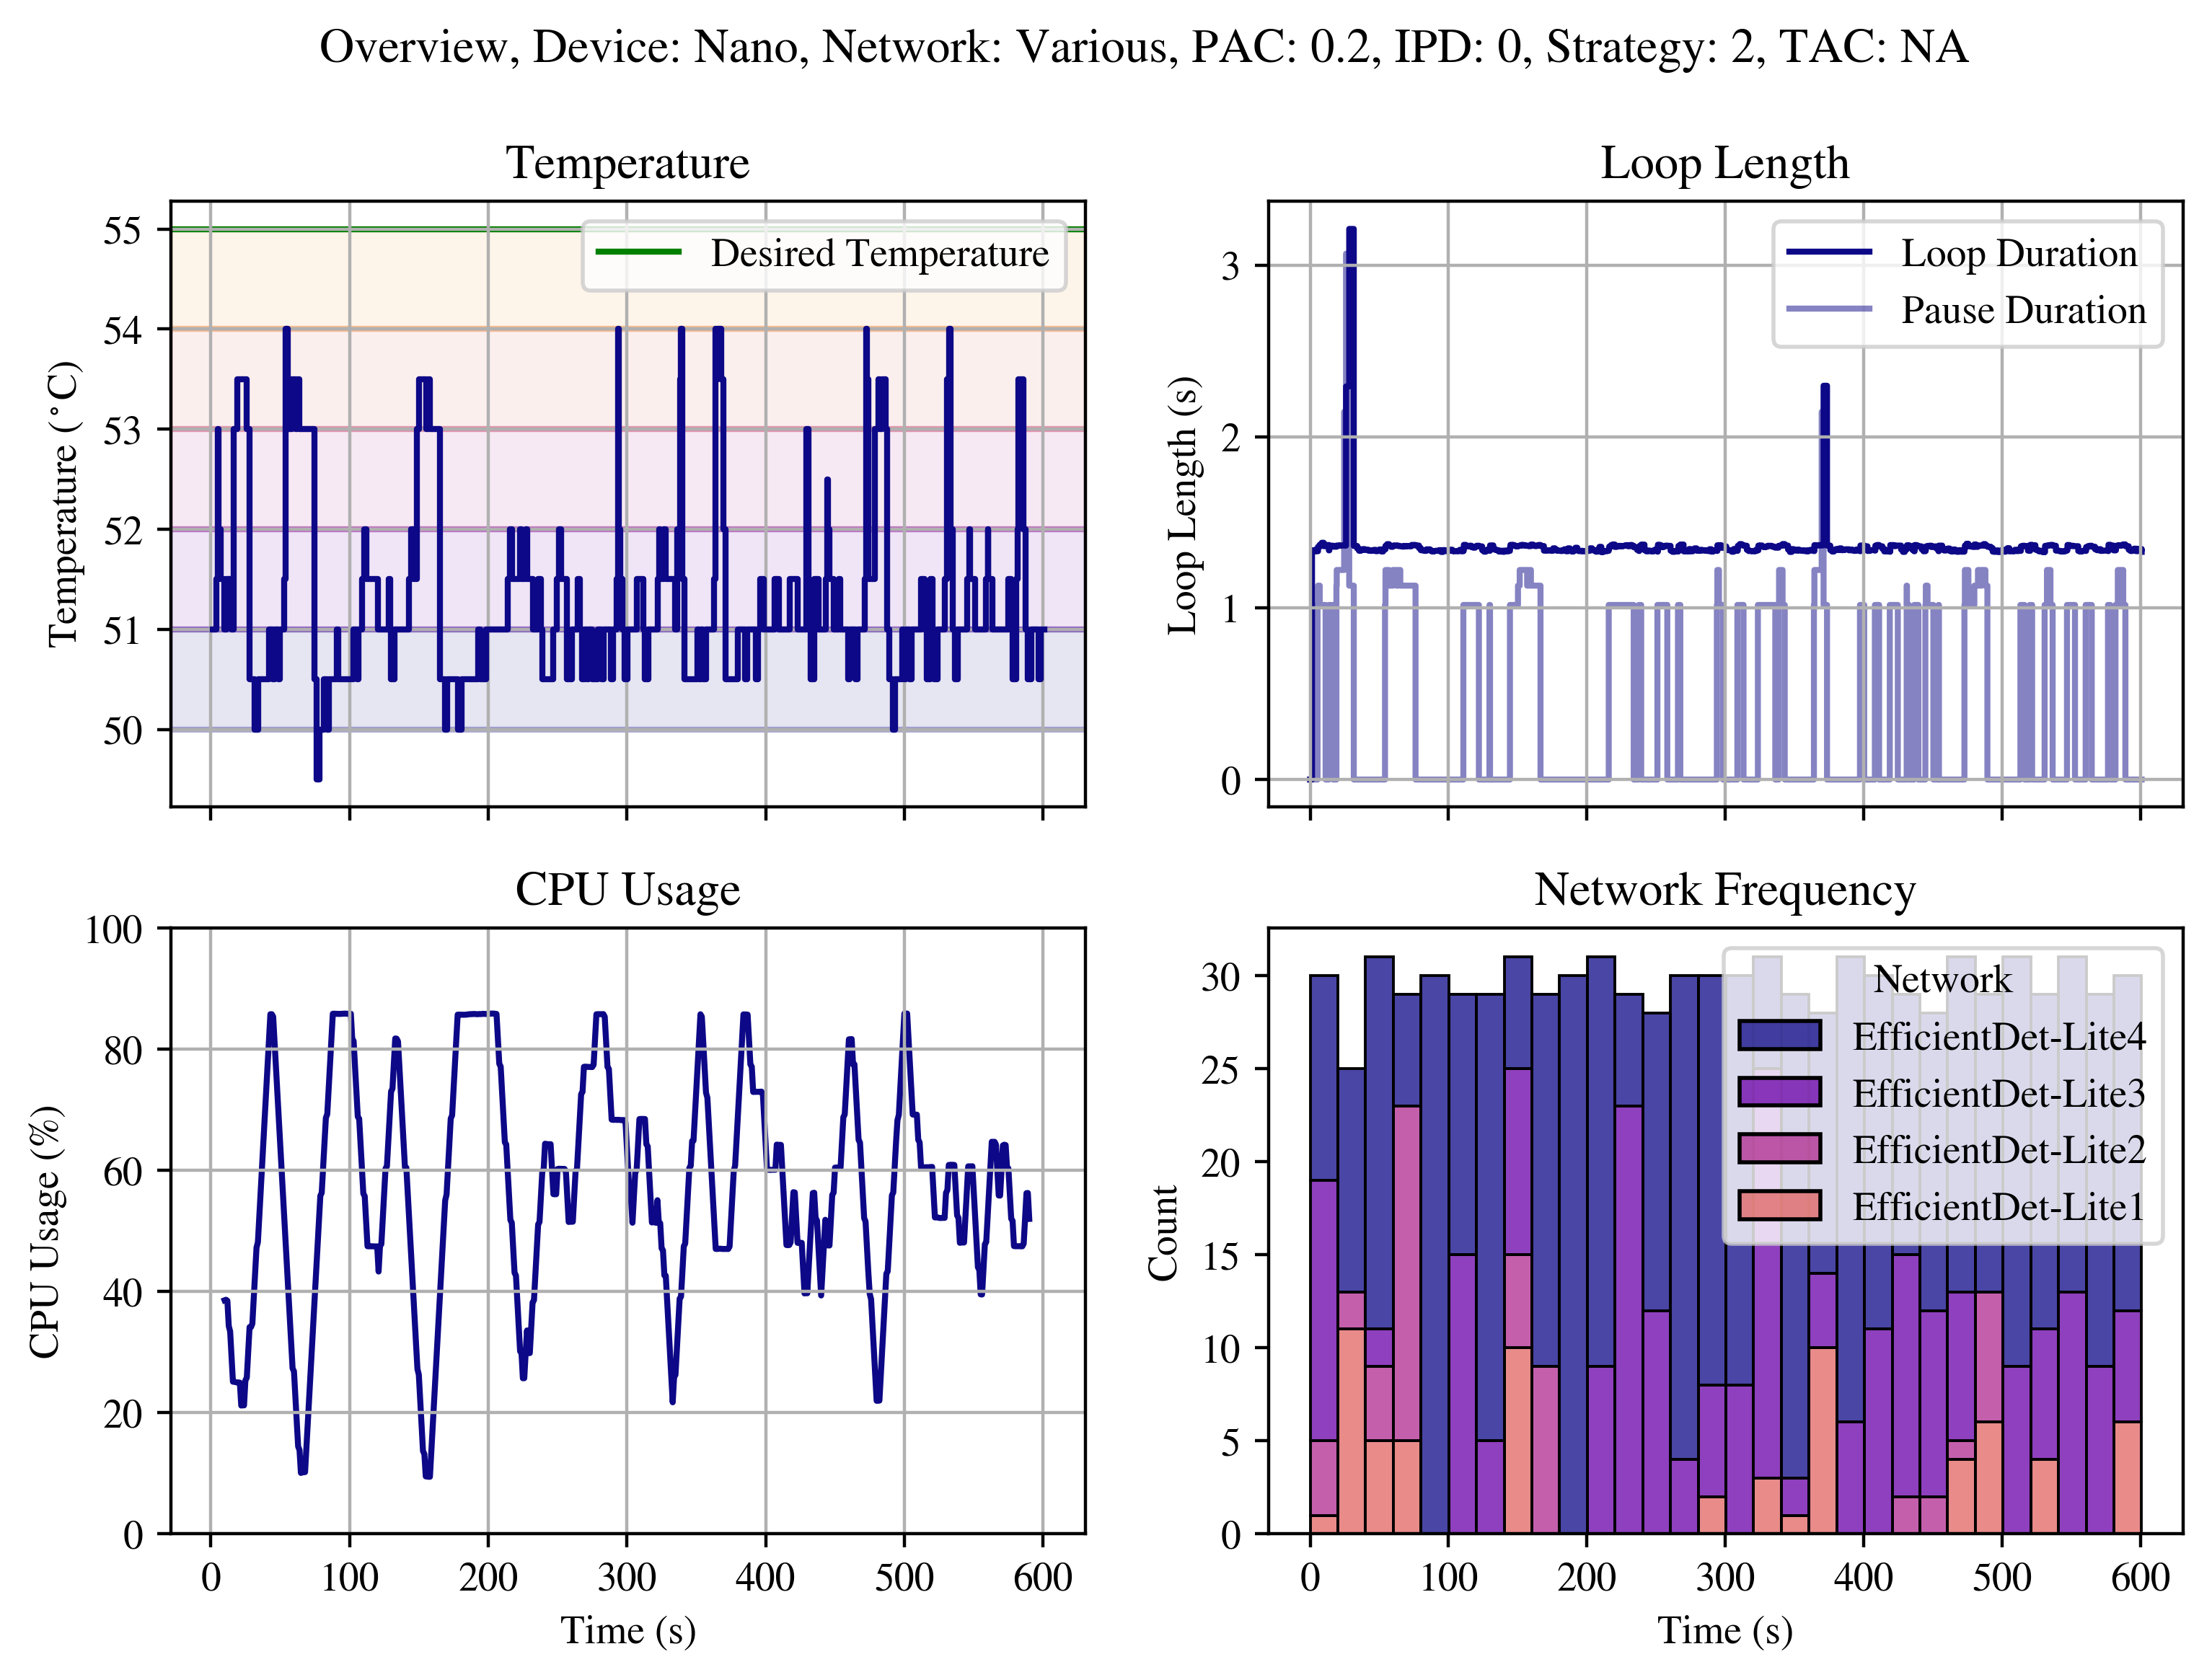 Overview, Device: Nano, Network: Various, PAC: 0.2, IPD: 0, Strategy: 2, TAC: NA
Temperature
Temperature (°C)
55
54
53
52
51
50
Desired Temperature
Loop Length
Loop Length (s)
3
2
1
0
Loop Duration
Pause Duration
CPU Usage
CPU Usage (%)
100
80
60
40
20
0
0 100 200 300 400 500 600
Time (s)
Network Frequency
Count
30
25
20
15
10
5
0
Network
EfficientDet-Lite4
EfficientDet-Lite3
EfficientDet-Lite2
EfficientDet-Lite1
0 100 200 300 400 500 600
Time (s)